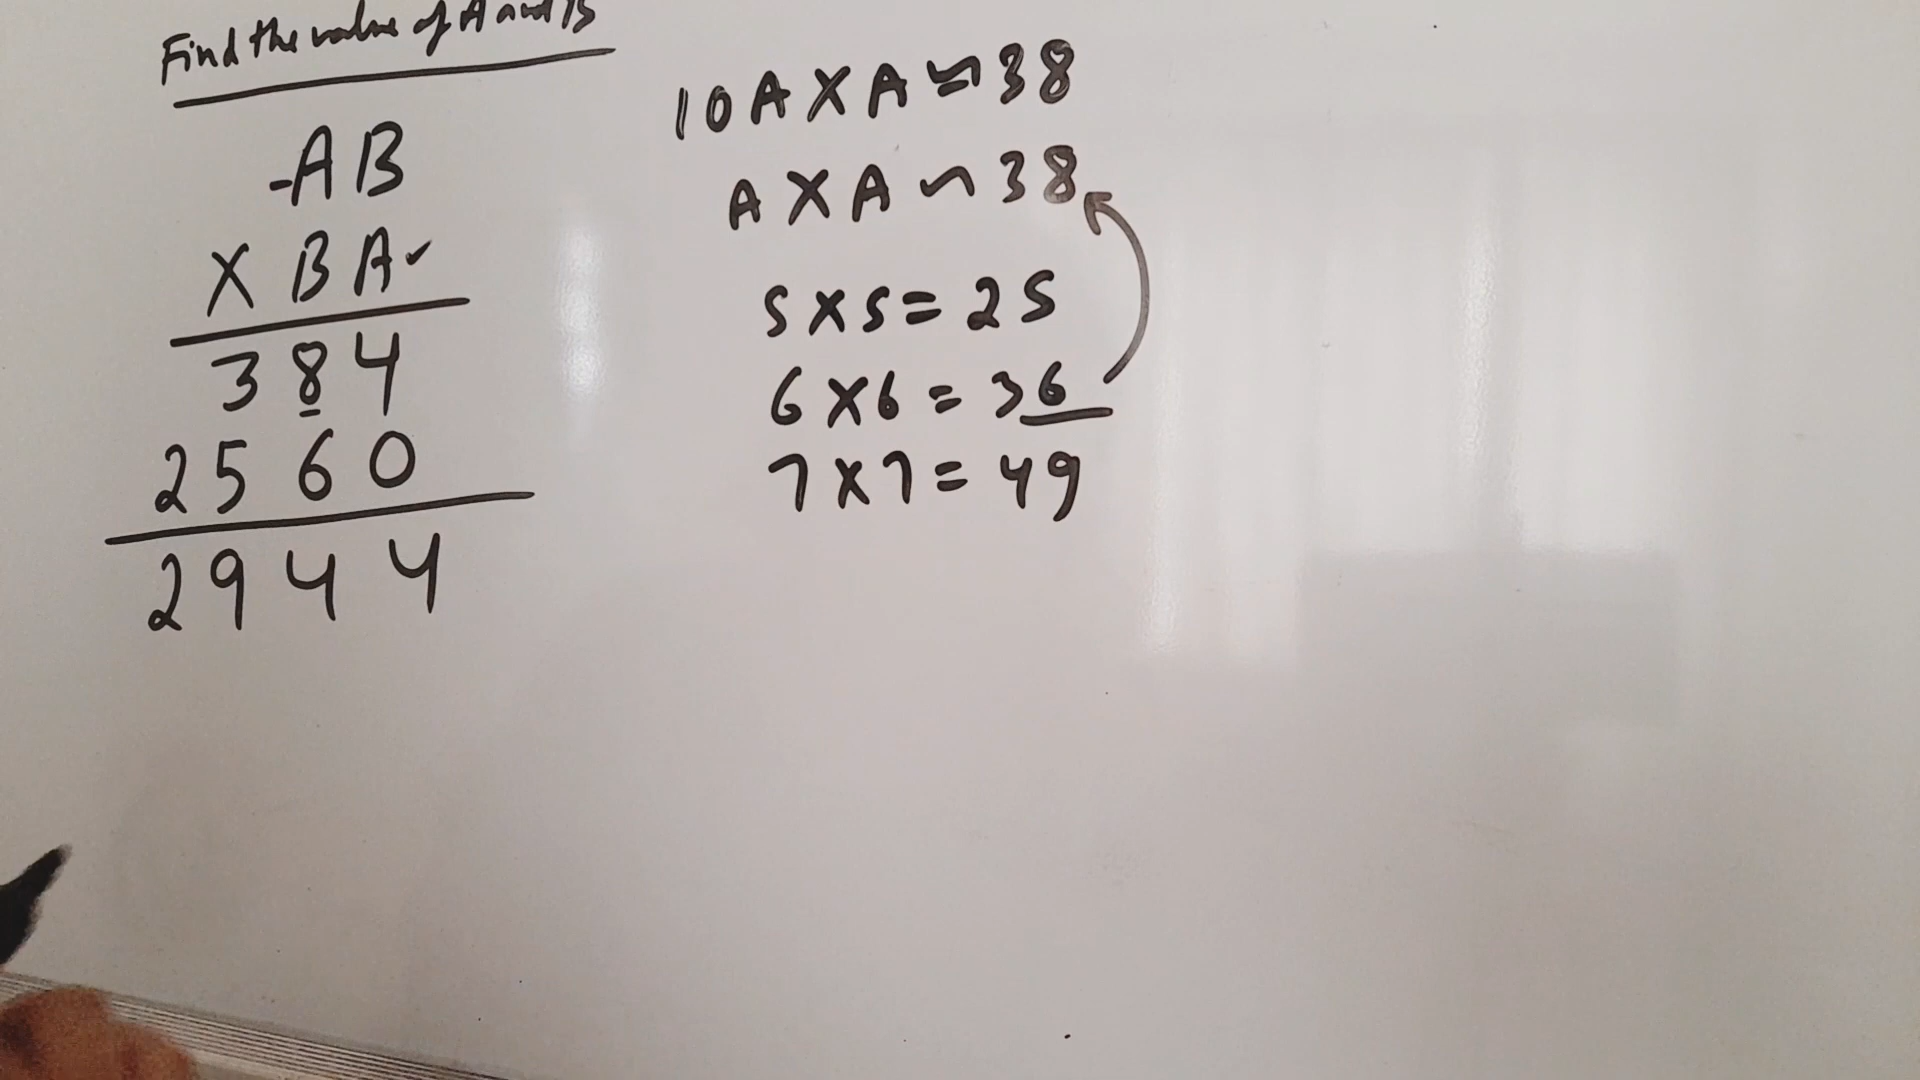 Find the value of A and B
-AB
X BA✓
384
2560
2944
10A X A ≃ 38
A X A ~ 38
5 X 5 = 25
6 X 6 = 36
7 X 7 = 49